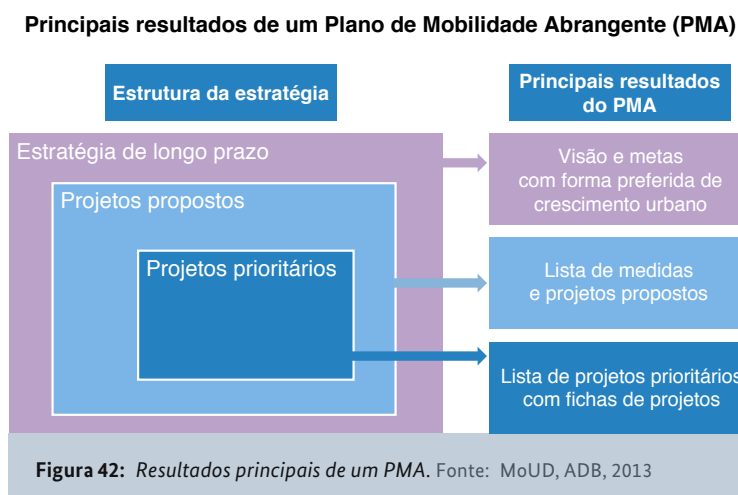 Principais resultados de um Plano de Mobilidade Abrangente (PMA)
Estrutura da estratégia
Principais resultados
do PMA
Estratégia de longo prazo
Projetos propostos
Projetos prioritários
Visão e metas
com forma preferida de
crescimento urbano
Lista de medidas
e projetos propostos
Lista de projetos prioritários
com fichas de projetos
Figura 42: Resultados principais de um PMA. Fonte: MoUD, ADB, 2013